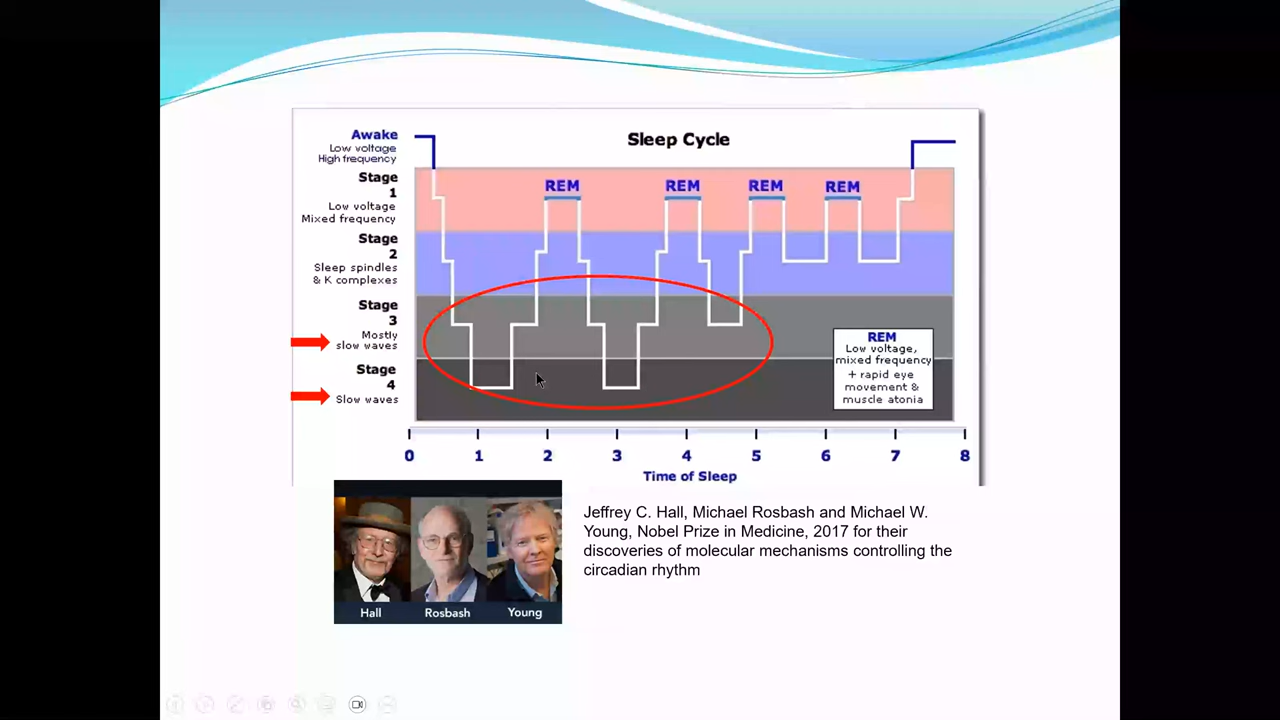 Sleep Cycle
Awake
Low voltage
High frequency
Stage
1
Low voltage
Mixed frequency
Stage
2
Sleep spindles
& K complexes
Stage
3
Mostly
slow waves
Stage
4
Slow waves
REM
REM
REM
REM
REM
Low voltage,
mixed frequency
+ rapid eye
movement &
muscle atonia
0 1 2 3 4 5 6 7 8
Time of Sleep
Hall Rosbash Young
Jeffrey C. Hall, Michael Rosbash and Michael W.
Young, Nobel Prize in Medicine, 2017 for their
discoveries of molecular mechanisms controlling the
circadian rhythm